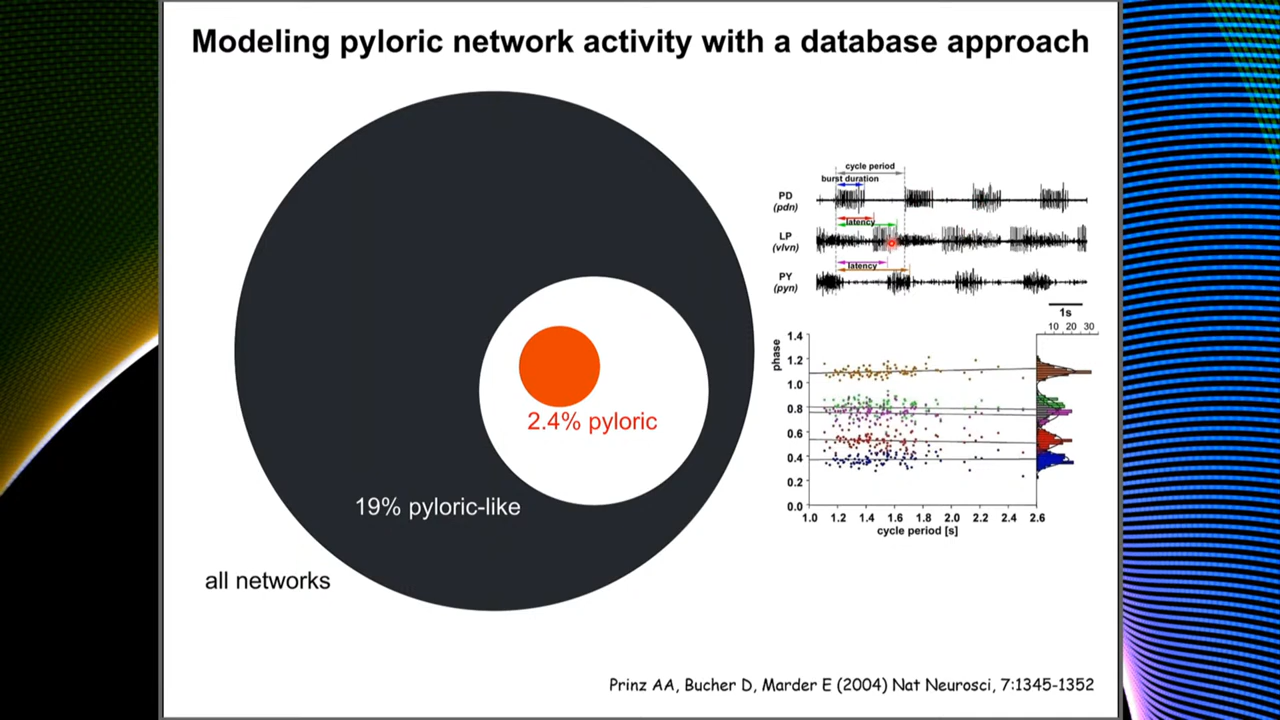 Modeling pyloric network activity with a database approach
2.4% pyloric
19% pyloric-like
all networks
cycle period
burst duration
PD
(pdn)
latency
LP
(vlvn)
latency
PY
(pyn)
1s
10 20 30
1.4
1.2
1.0
0.8
0.6
0.4
0.2
0.0
phase
1.0 1.2 1.4 1.6 1.8 2.0 2.2 2.4 2.6
cycle period [s]
Prinz AA, Bucher D, Marder E (2004) Nat Neurosci, 7:1345-1352